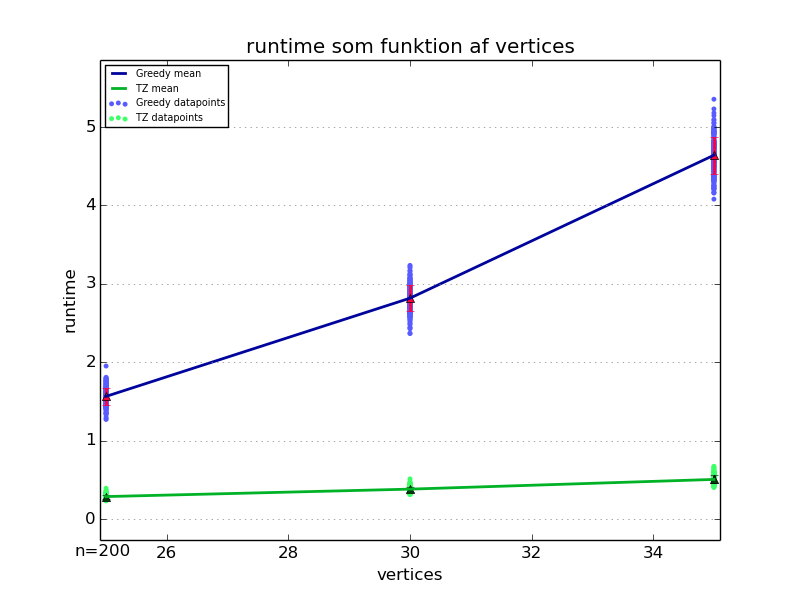 runtime som funktion af vertices
Greedy mean
TZ mean
Greedy datapoints
TZ datapoints
5
4
3
2
1
0
runtime
n=200
26
28
30
32
34
vertices